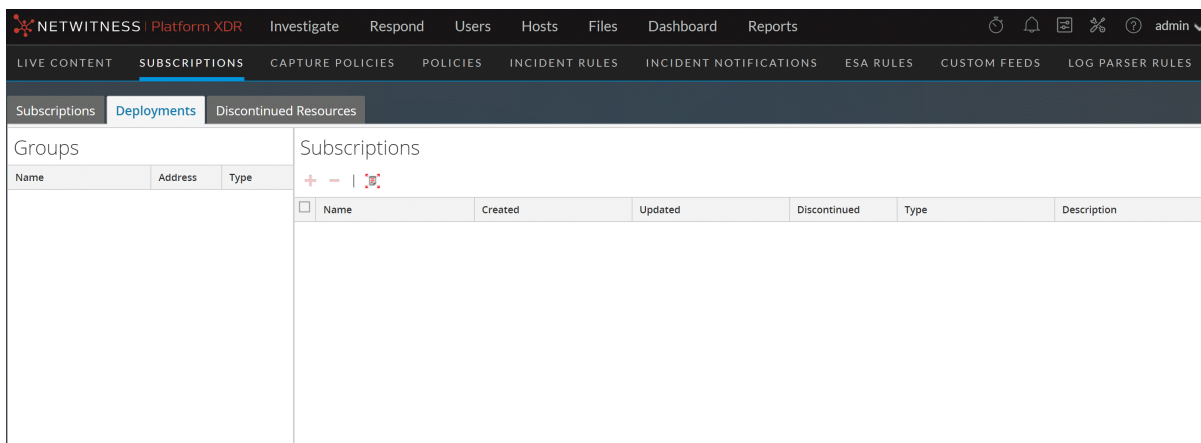 NETWITNESS | Platform XDR Investigate Respond Users Hosts Files Dashboard Reports admin
LIVE CONTENT SUBSCRIPTIONS CAPTURE POLICIES POLICIES INCIDENT RULES INCIDENT NOTIFICATIONS ESA RULES CUSTOM FEEDS LOG PARSER RULES
Subscriptions Deployments Discontinued Resources
Groups
Name Address Type
Subscriptions
Name Created Updated Discontinued Type Description